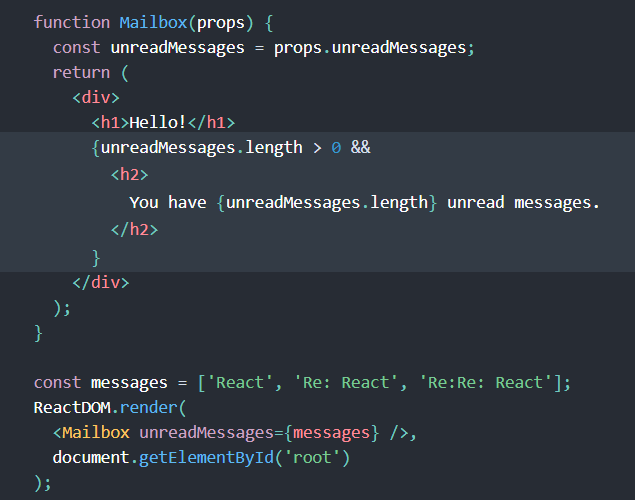 function Mailbox(props) {
  const unreadMessages = props.unreadMessages;
  return (
    <div>
      <h1>Hello!</h1>
      {unreadMessages.length > 0 &&
        <h2>
          You have {unreadMessages.length} unread messages.
        </h2>
      }
    </div>
  );
}

const messages = ['React', 'Re: React', 'Re:Re: React'];
ReactDOM.render(
  <Mailbox unreadMessages={messages} />,
  document.getElementById('root')
);